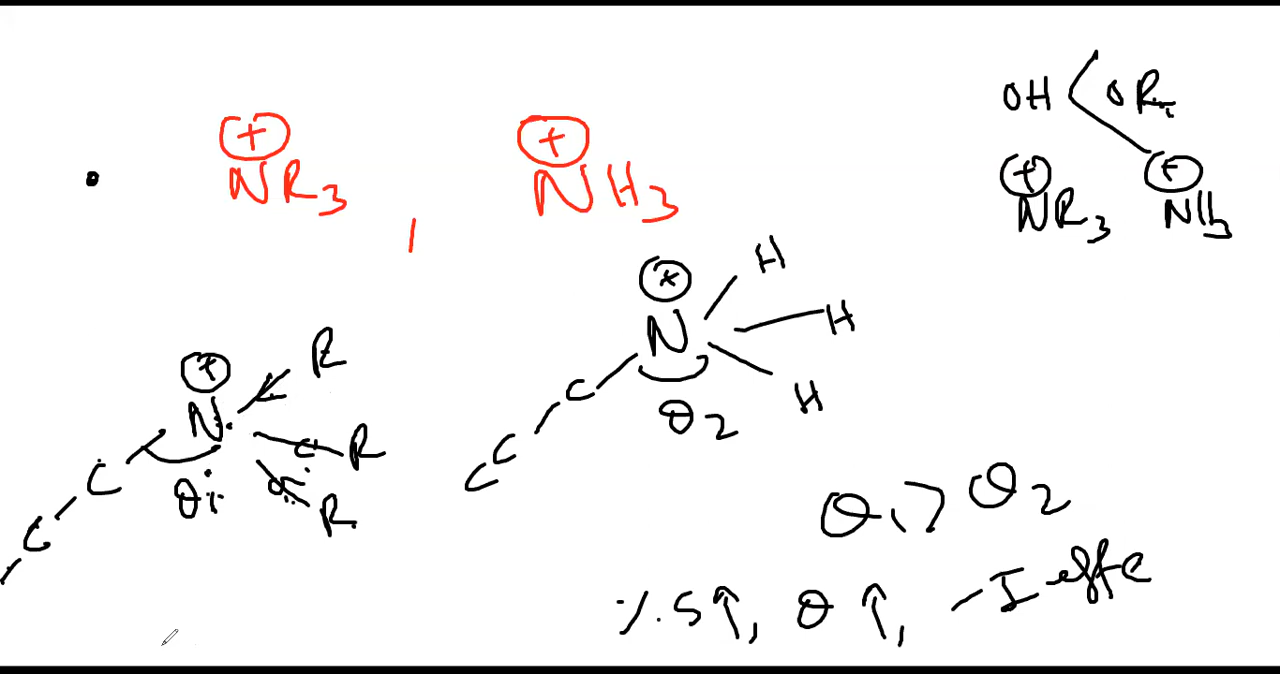 OH < OR
⊕ ⊕
NR3 NH3
⊕ ⊕
NR3 , NH3
⊕ H
N H
C θ2 H
C
C
⊕ R
N R
C θ1 R
C
θ1 > θ2
% S ↑, θ ↑, -I effe